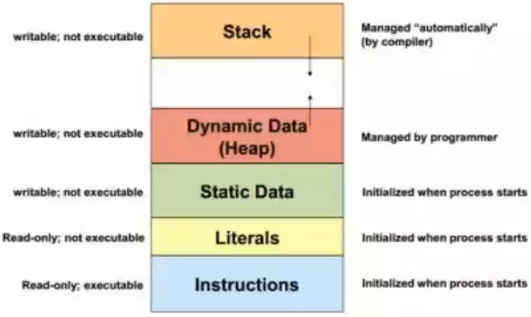 writable; not executable
Stack
Managed “automatically”
(by compiler)
writable; not executable
Dynamic Data
(Heap)
Managed by programmer
writable; not executable
Static Data
Initialized when process starts
Read-only; not executable
Literals
Initialized when process starts
Read-only; executable
Instructions
Initialized when process starts